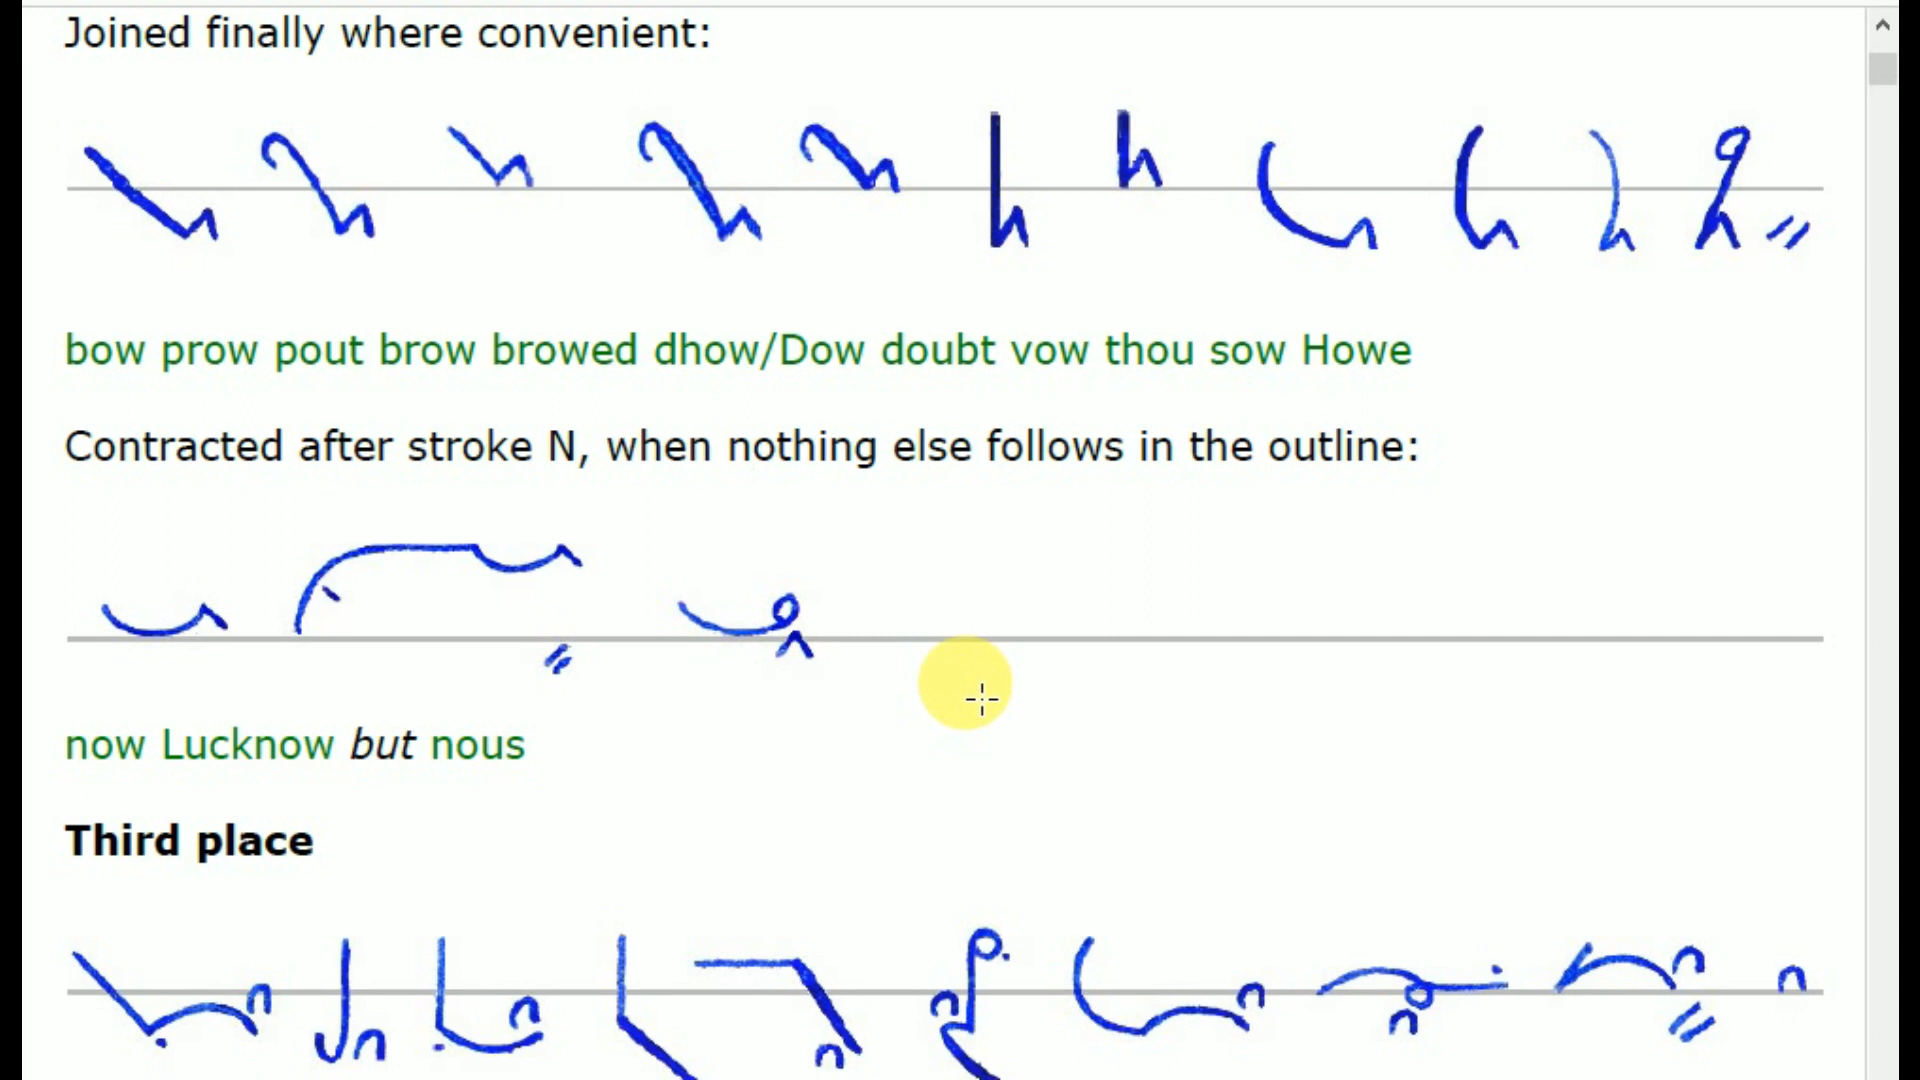 Joined finally where convenient:
bow prow pout brow browed dhow/Dow doubt vow thou sow Howe
Contracted after stroke N, when nothing else follows in the outline:
now Lucknow but nous
Third place